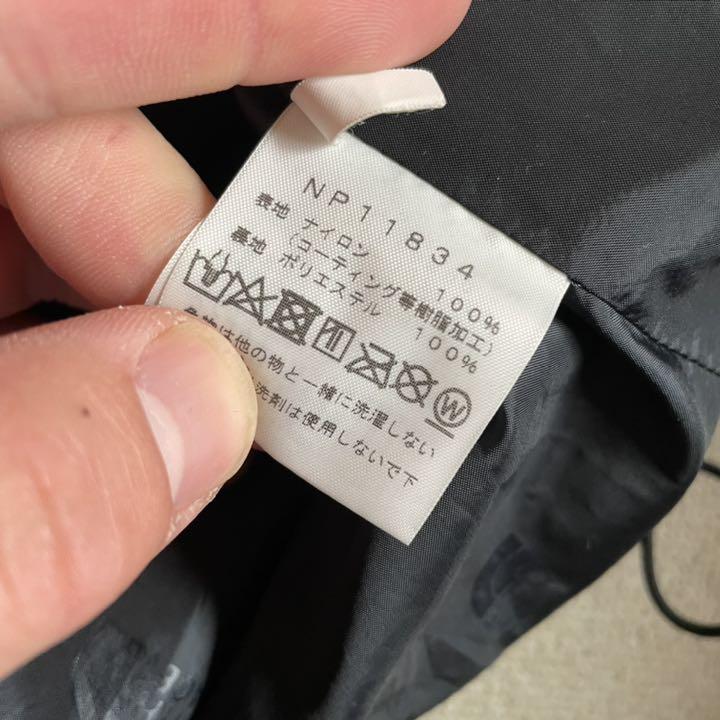 NP11834
表地 ナイロン 100%
(コーティング等樹脂加工)
裏地 ポリエステル 100%
W
は他の物と一緒に洗濯しない
洗剤は使用しないで下